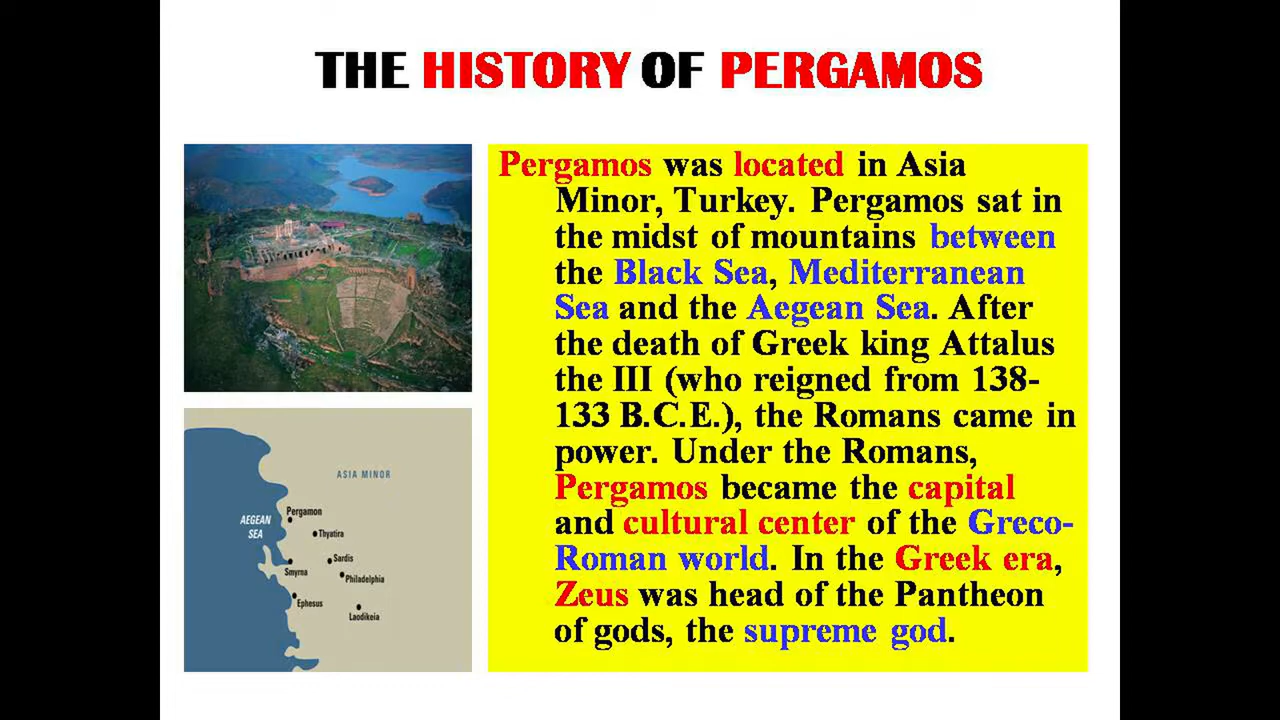 THE HISTORY OF PERGAMOS
Pergamos was located in Asia
Minor, Turkey. Pergamos sat in
the midst of mountains between
the Black Sea, Mediterranean
Sea and the Aegean Sea. After
the death of Greek king Attalus
the III (who reigned from 138-
133 B.C.E.), the Romans came in
power. Under the Romans,
Pergamos became the capital
and cultural center of the Greco-
Roman world. In the Greek era,
Zeus was head of the Pantheon
of gods, the supreme god.
ASIA MINOR
AEGEAN
SEA
Pergamon
Thyatira
Sardis
Smyrna
Philadelphia
Ephesus
Laodikeia